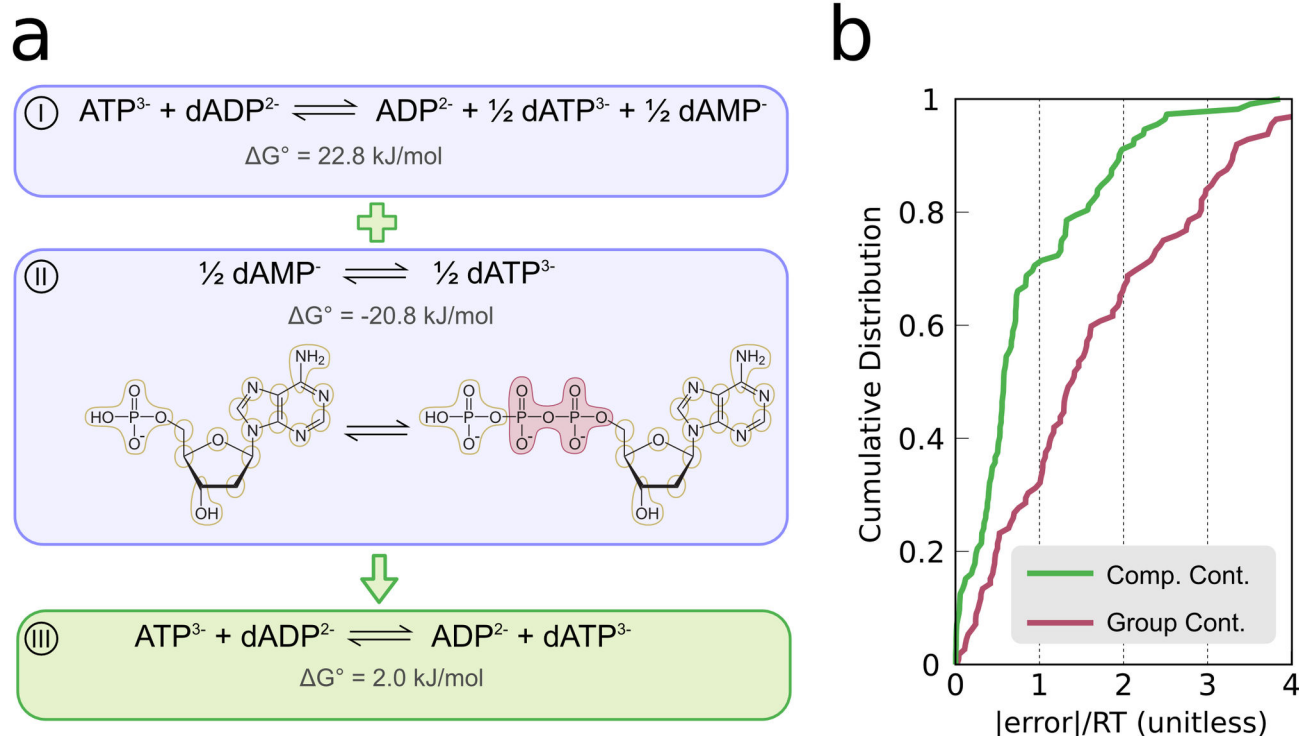 a
b
I
ATP³⁻ + dADP²⁻ ⇌ ADP²⁻ + ½ dATP³⁻ + ½ dAMP⁻
ΔG° = 22.8 kJ/mol
II
½ dAMP⁻ ⇌ ½ dATP³⁻
ΔG° = -20.8 kJ/mol
NH₂
N
N
N
N
O
HO P O
O⁻
O
OH
NH₂
N
N
N
N
O O O
HO P O P O P O
O⁻ O⁻ O⁻
O
OH
III
ATP³⁻ + dADP²⁻ ⇌ ADP²⁻ + dATP³⁻
ΔG° = 2.0 kJ/mol
Cumulative Distribution
1
0.8
0.6
0.4
0.2
0
Comp. Cont.
Group Cont.
0 1 2 3 4
|error|/RT (unitless)